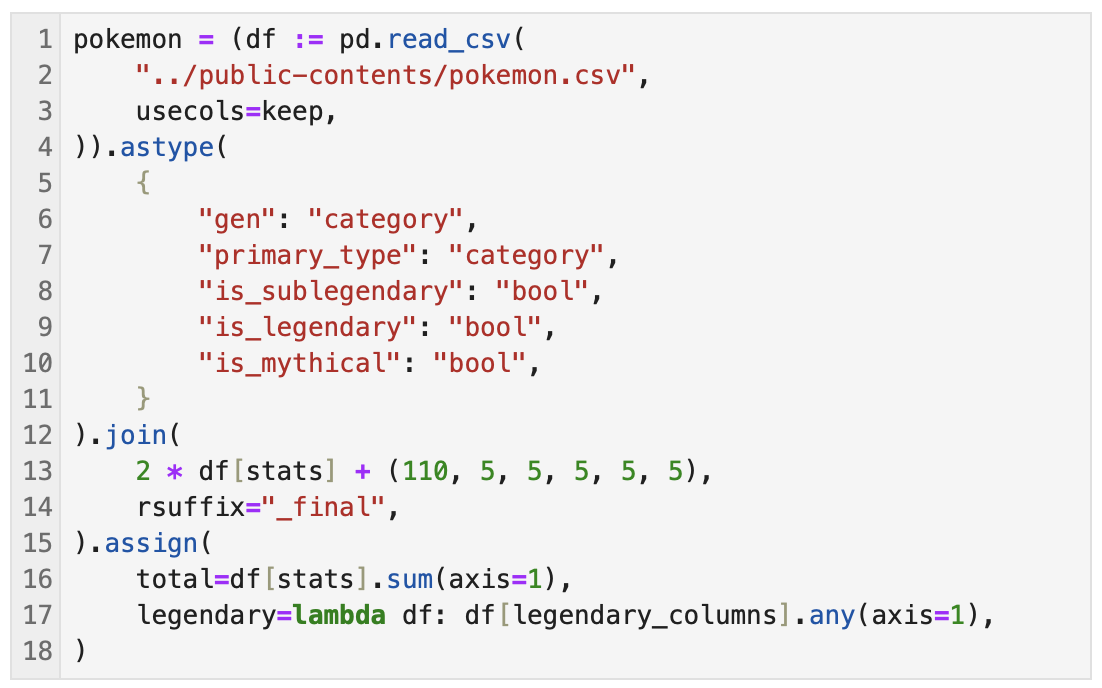 1 pokemon = (df := pd.read_csv(
2     "../public-contents/pokemon.csv",
3     usecols=keep,
4 )).astype(
5     {
6         "gen": "category",
7         "primary_type": "category",
8         "is_sublegendary": "bool",
9         "is_legendary": "bool",
10         "is_mythical": "bool",
11     }
12 ).join(
13     2 * df[stats] + (110, 5, 5, 5, 5, 5),
14     rsuffix="_final",
15 ).assign(
16     total=df[stats].sum(axis=1),
17     legendary=lambda df: df[legendary_columns].any(axis=1),
18 )